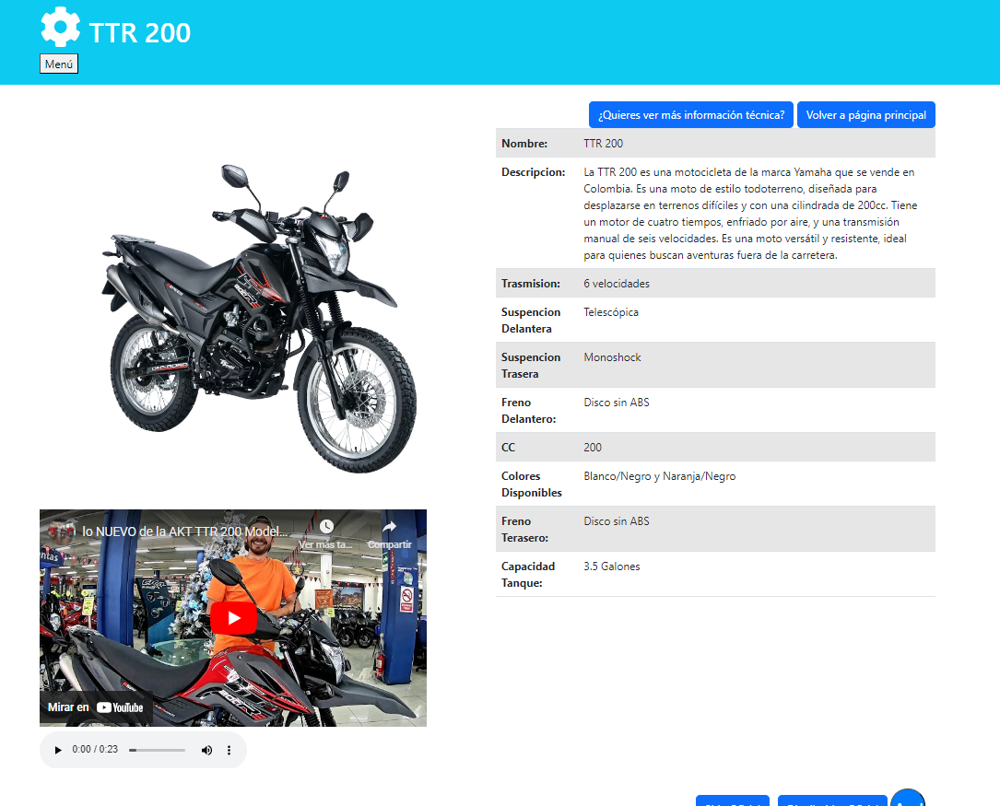 TTR 200
Menú
¿Quieres ver más información técnica?
Volver a página principal
Nombre: TTR 200
Descripcion: La TTR 200 es una motocicleta de la marca Yamaha que se vende en
Colombia. Es una moto de estilo todoterreno, diseñada para
desplazarse en terrenos difíciles y con una cilindrada de 200cc. Tiene
un motor de cuatro tiempos, enfriado por aire, y una transmisión
manual de seis velocidades. Es una moto versátil y resistente, ideal
para quienes buscan aventuras fuera de la carretera.
Trasmision: 6 velocidades
Suspencion Telescópica
Delantera
Suspencion Monoshock
Trasera
Freno Disco sin ABS
Delantero:
CC 200
Colores Blanco/Negro y Naranja/Negro
Disponibles
Freno Disco sin ABS
Terasero:
Capacidad 3.5 Galones
Tanque:
OFF-ROAD
lo NUEVO de la AKT TTR 200 Model...
Ver más ta...
Compartir
Mirar en YouTube
0:00 / 0:23